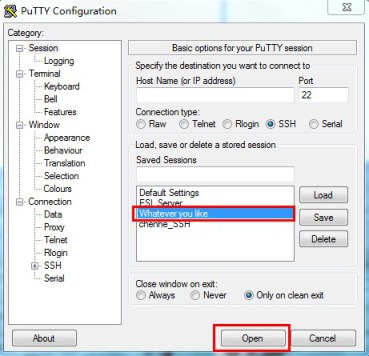 PuTTY Configuration
Category:
Session
Logging
Terminal
Keyboard
Bell
Features
Window
Appearance
Behaviour
Translation
Selection
Colours
Connection
Data
Proxy
Telnet
Rlogin
SSH
Serial
Basic options for your PuTTY session
Specify the destination you want to connect to
Host Name (or IP address) Port
22
Connection type:
Raw Telnet Rlogin SSH Serial
Load, save or delete a stored session
Saved Sessions
Default Settings
ESL Server
Whatever you like
cherine_SSH
Load
Save
Delete
Close window on exit:
Always Never Only on clean exit
About Open Cancel